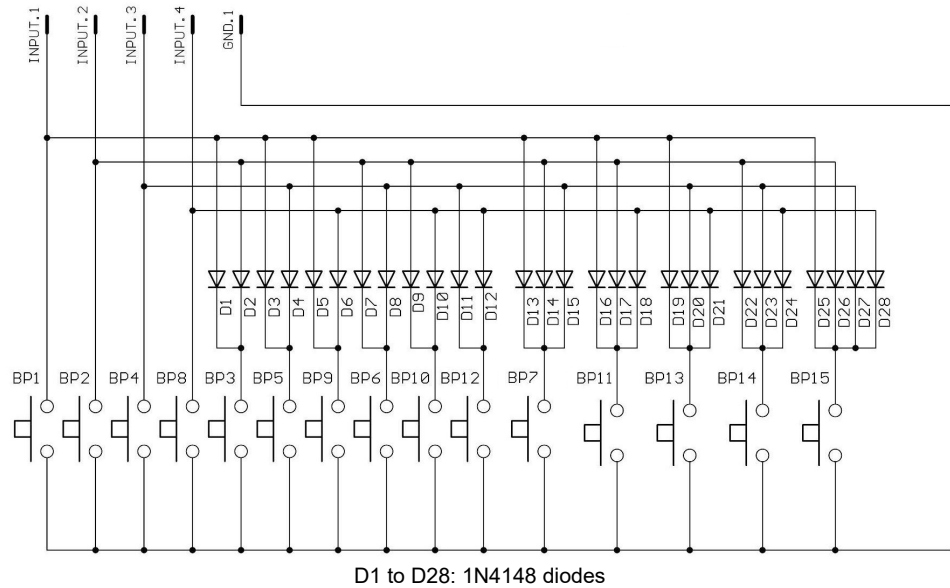 INPUT.1
INPUT.2
INPUT.3
INPUT.4
GND.1
D1
D2
D3
D4
D5
D6
D7
D8
D9
D10
D11
D12
D13
D14
D15
D16
D17
D18
D19
D20
D21
D22
D23
D24
D25
D26
D27
D28
BP1 BP2 BP4 BP8 BP3 BP5 BP9 BP6 BP10 BP12 BP7 BP11 BP13 BP14 BP15
D1 to D28: 1N4148 diodes